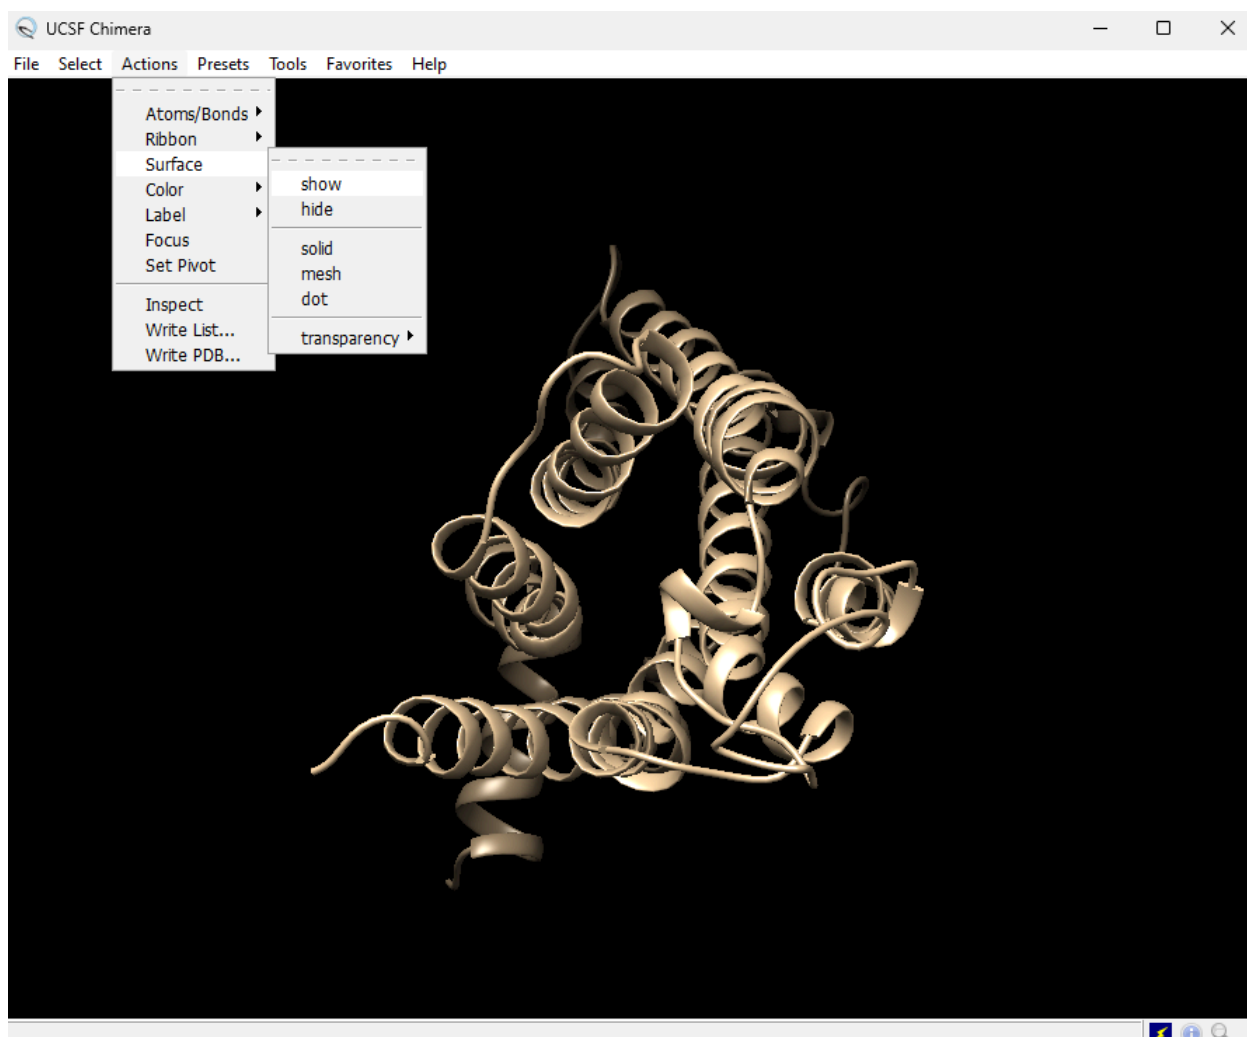 UCSF Chimera
File Select Actions Presets Tools Favorites Help
Atoms/Bonds
Ribbon
Surface
Color
Label
Focus
Set Pivot
Inspect
Write List...
Write PDB...
show
hide
solid
mesh
dot
transparency